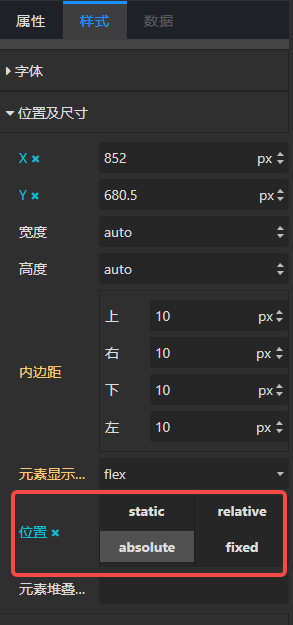 属性 样式 数据
字体
位置及尺寸
X × 852 px
Y × 680.5 px
宽度 auto
高度 auto
上 10 px
右 10 px
内边距
下 10 px
左 10 px
元素显示... flex
static relative
位置 ×
absolute fixed
元素堆叠...